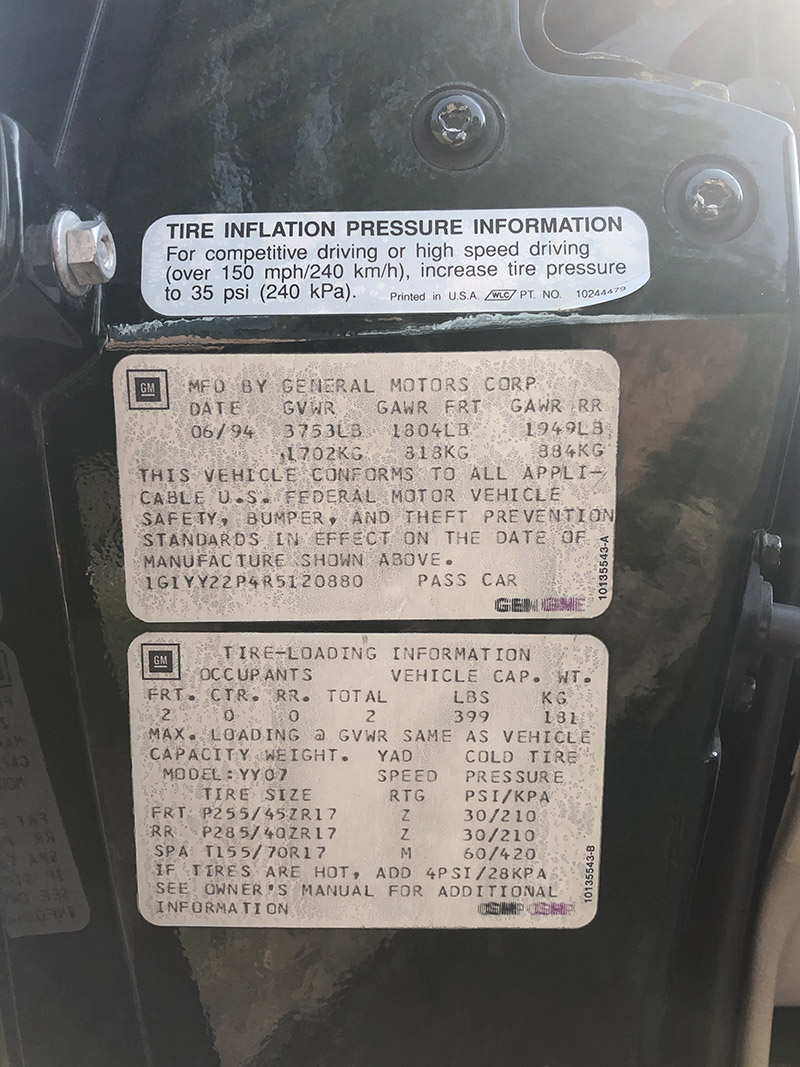 TIRE INFLATION PRESSURE INFORMATION
For competitive driving or high speed driving
(over 150 mph/240 km/h), increase tire pressure
to 35 psi (240 kPa). Printed in U.S.A. WLC PT. NO. 10244479
GM MFD BY GENERAL MOTORS CORP
DATE GVWR GAWR FRT GAWR RR
06/94 3753LB 1804LB 1949LB
1702KG 818KG 884KG
THIS VEHICLE CONFORMS TO ALL APPLI-
CABLE U.S. FEDERAL MOTOR VEHICLE
SAFETY, BUMPER, AND THEFT PREVENTION
STANDARDS IN EFFECT ON THE DATE OF
MANUFACTURE SHOWN ABOVE.
1G1YY22P4R5120880 PASS CAR
10135543-A
GM TIRE-LOADING INFORMATION
OCCUPANTS VEHICLE CAP. WT.
FRT. CTR. RR. TOTAL LBS KG
2 0 0 2 399 181
MAX. LOADING @ GVWR SAME AS VEHICLE
CAPACITY WEIGHT. YAD COLD TIRE
MODEL:YY07 SPEED PRESSURE
TIRE SIZE RTG PSI/KPA
FRT P255/45ZR17 Z 30/210
RR P285/40ZR17 Z 30/210
SPA T155/70R17 M 60/420
IF TIRES ARE HOT, ADD 4PSI/28KPA
SEE OWNER'S MANUAL FOR ADDITIONAL
INFORMATION
10135543-B